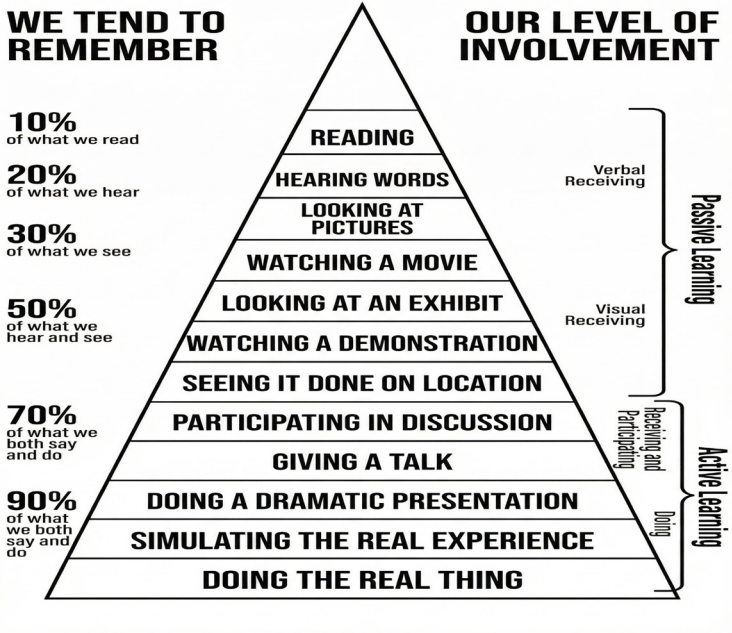 WE TEND TO
REMEMBER
OUR LEVEL OF
INVOLVEMENT
10%
of what we read
20%
of what we hear
30%
of what we see
50%
of what we
hear and see
70%
of what we
both say
and do
90%
of what
we both
say and
do
READING
HEARING WORDS
LOOKING AT
PICTURES
WATCHING A MOVIE
LOOKING AT AN EXHIBIT
WATCHING A DEMONSTRATION
SEEING IT DONE ON LOCATION
PARTICIPATING IN DISCUSSION
GIVING A TALK
DOING A DRAMATIC PRESENTATION
SIMULATING THE REAL EXPERIENCE
DOING THE REAL THING
Verbal
Receiving
Visual
Receiving
Passive Learning
Receiving and
Participating
Doing
Active Learning